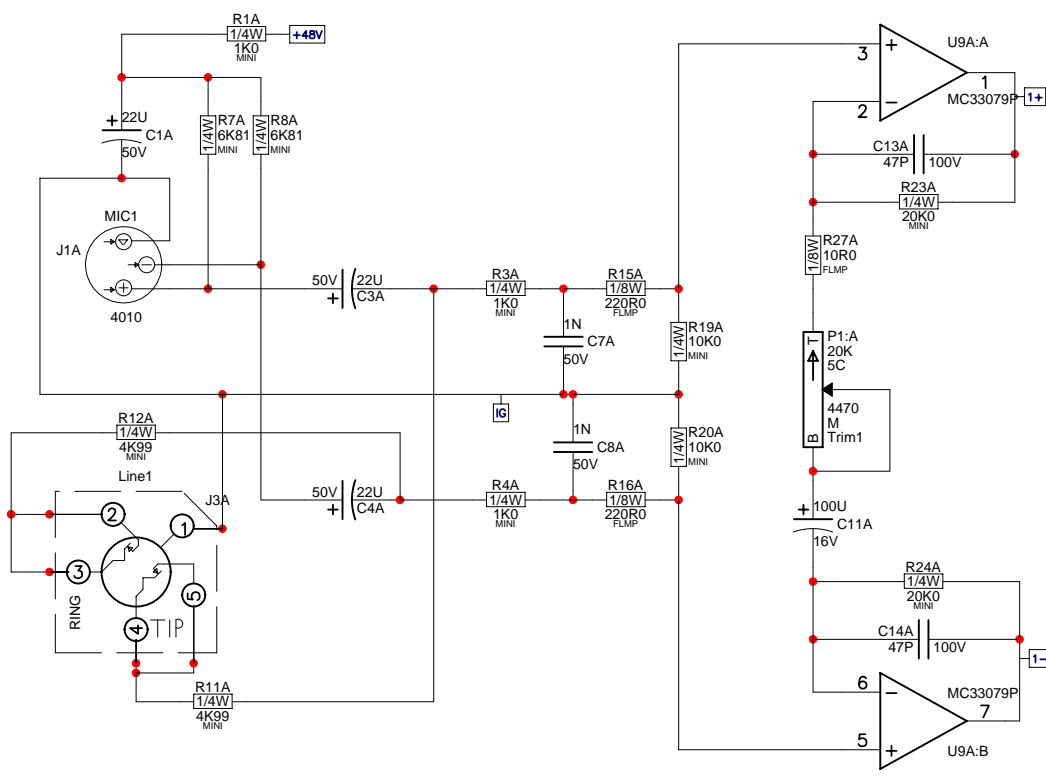 R1A
1/4W
1K0
MINI
+48V
+
22U
C1A
50V
R7A
1/4W
6K81
MINI
R8A
1/4W
6K81
MINI
MIC1
J1A
4010
50V
+
22U
C3A
R3A
1/4W
1K0
MINI
R15A
1/8W
220R0
FLMP
1N
C7A
50V
R19A
1/4W
10K0
MINI
IG
1N
C8A
50V
R20A
1/4W
10K0
MINI
R12A
1/4W
4K99
MINI
Line1
J3A
50V
+
22U
C4A
R4A
1/4W
1K0
MINI
R16A
1/8W
220R0
FLMP
2
1
3
5
4
RING
TIP
R11A
1/4W
4K99
MINI
3
+
2
−
1
U9A:A
MC33079P
1+
C13A
47P
100V
R23A
1/4W
20K0
MINI
R27A
1/8W
10R0
FLMP
T
B
P1:A
20K
5C
4470
M
Trim1
+
100U
C11A
16V
R24A
1/4W
20K0
MINI
C14A
47P
100V
1−
6
−
5
+
7
MC33079P
U9A:B